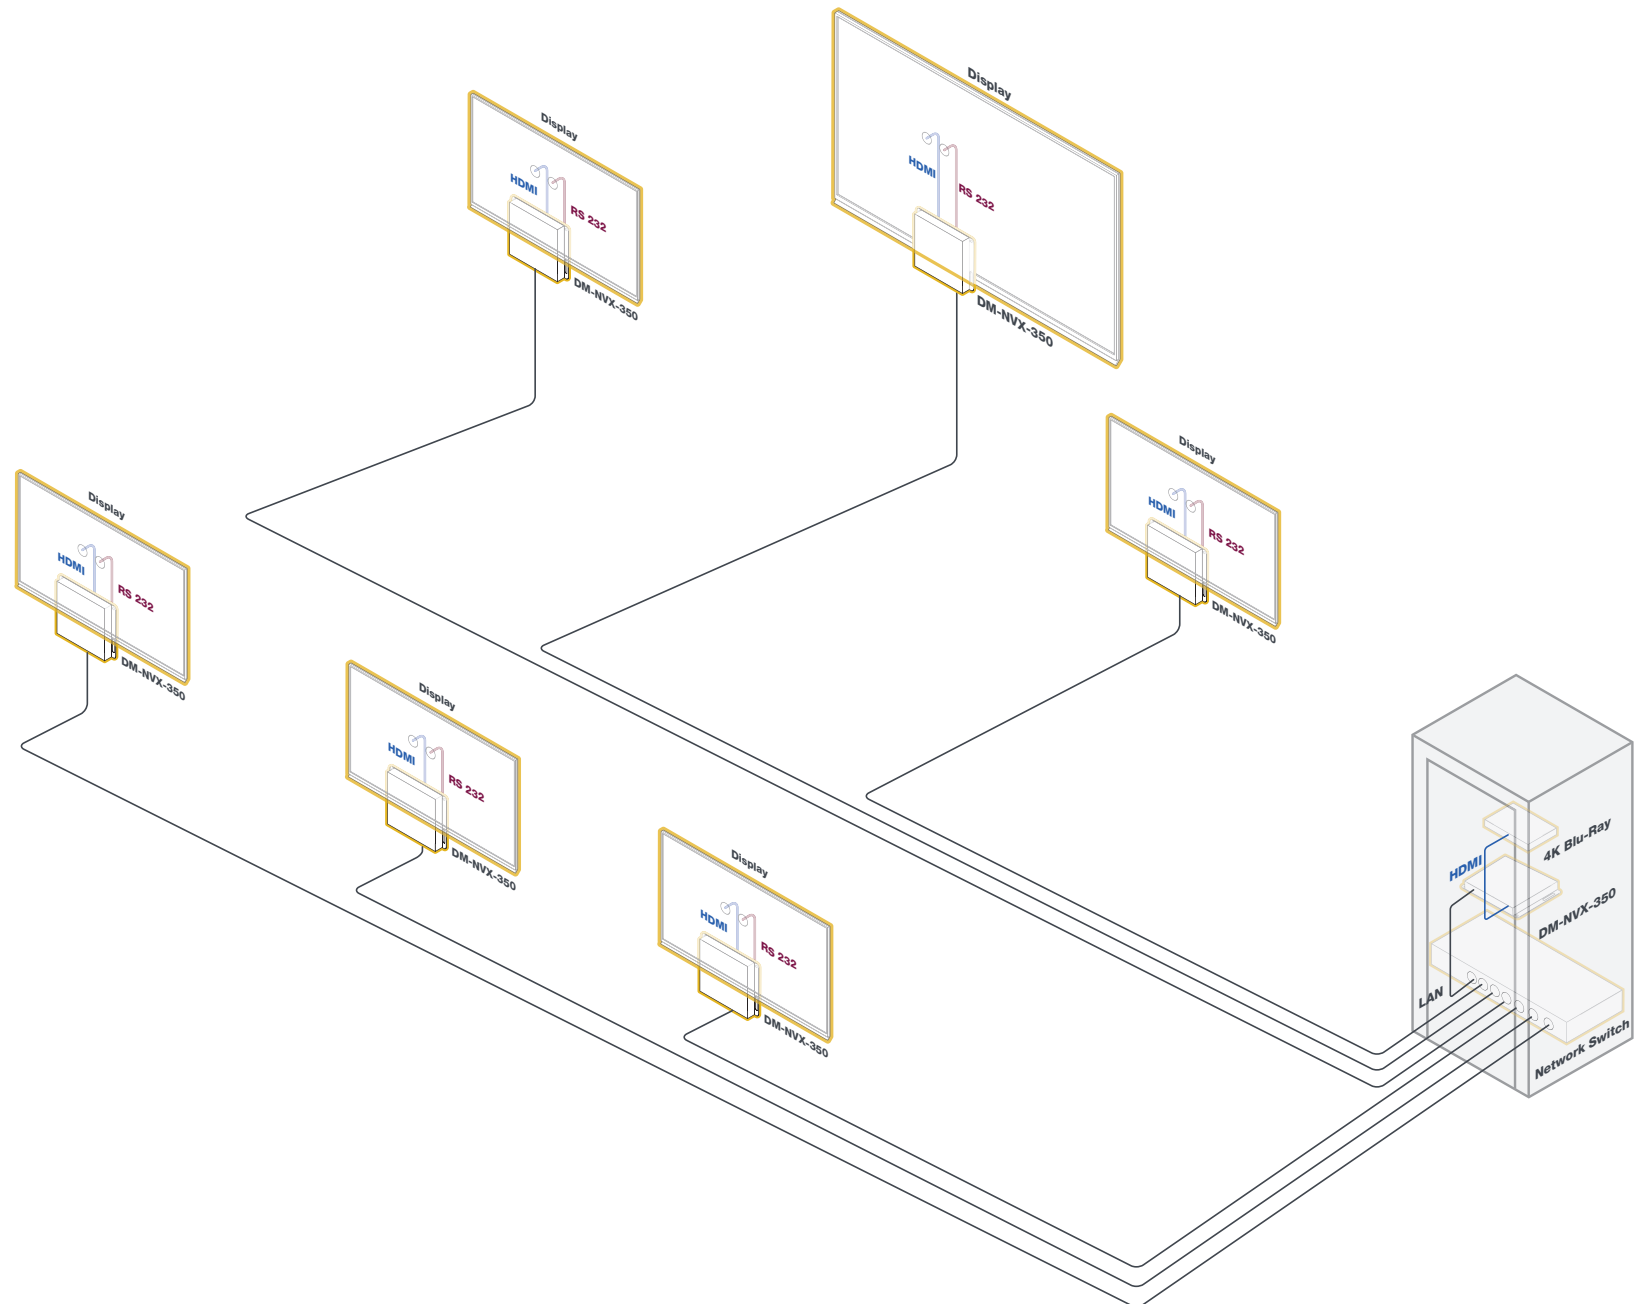 Display
HDMI
RS 232
DM-NVX-350
Display
HDMI
RS 232
DM-NVX-350
Display
HDMI
RS 232
DM-NVX-350
Display
HDMI
RS 232
DM-NVX-350
Display
HDMI
RS 232
DM-NVX-350
Display
HDMI
RS 232
DM-NVX-350
4K Blu-Ray
HDMI
DM-NVX-350
LAN
Network Switch